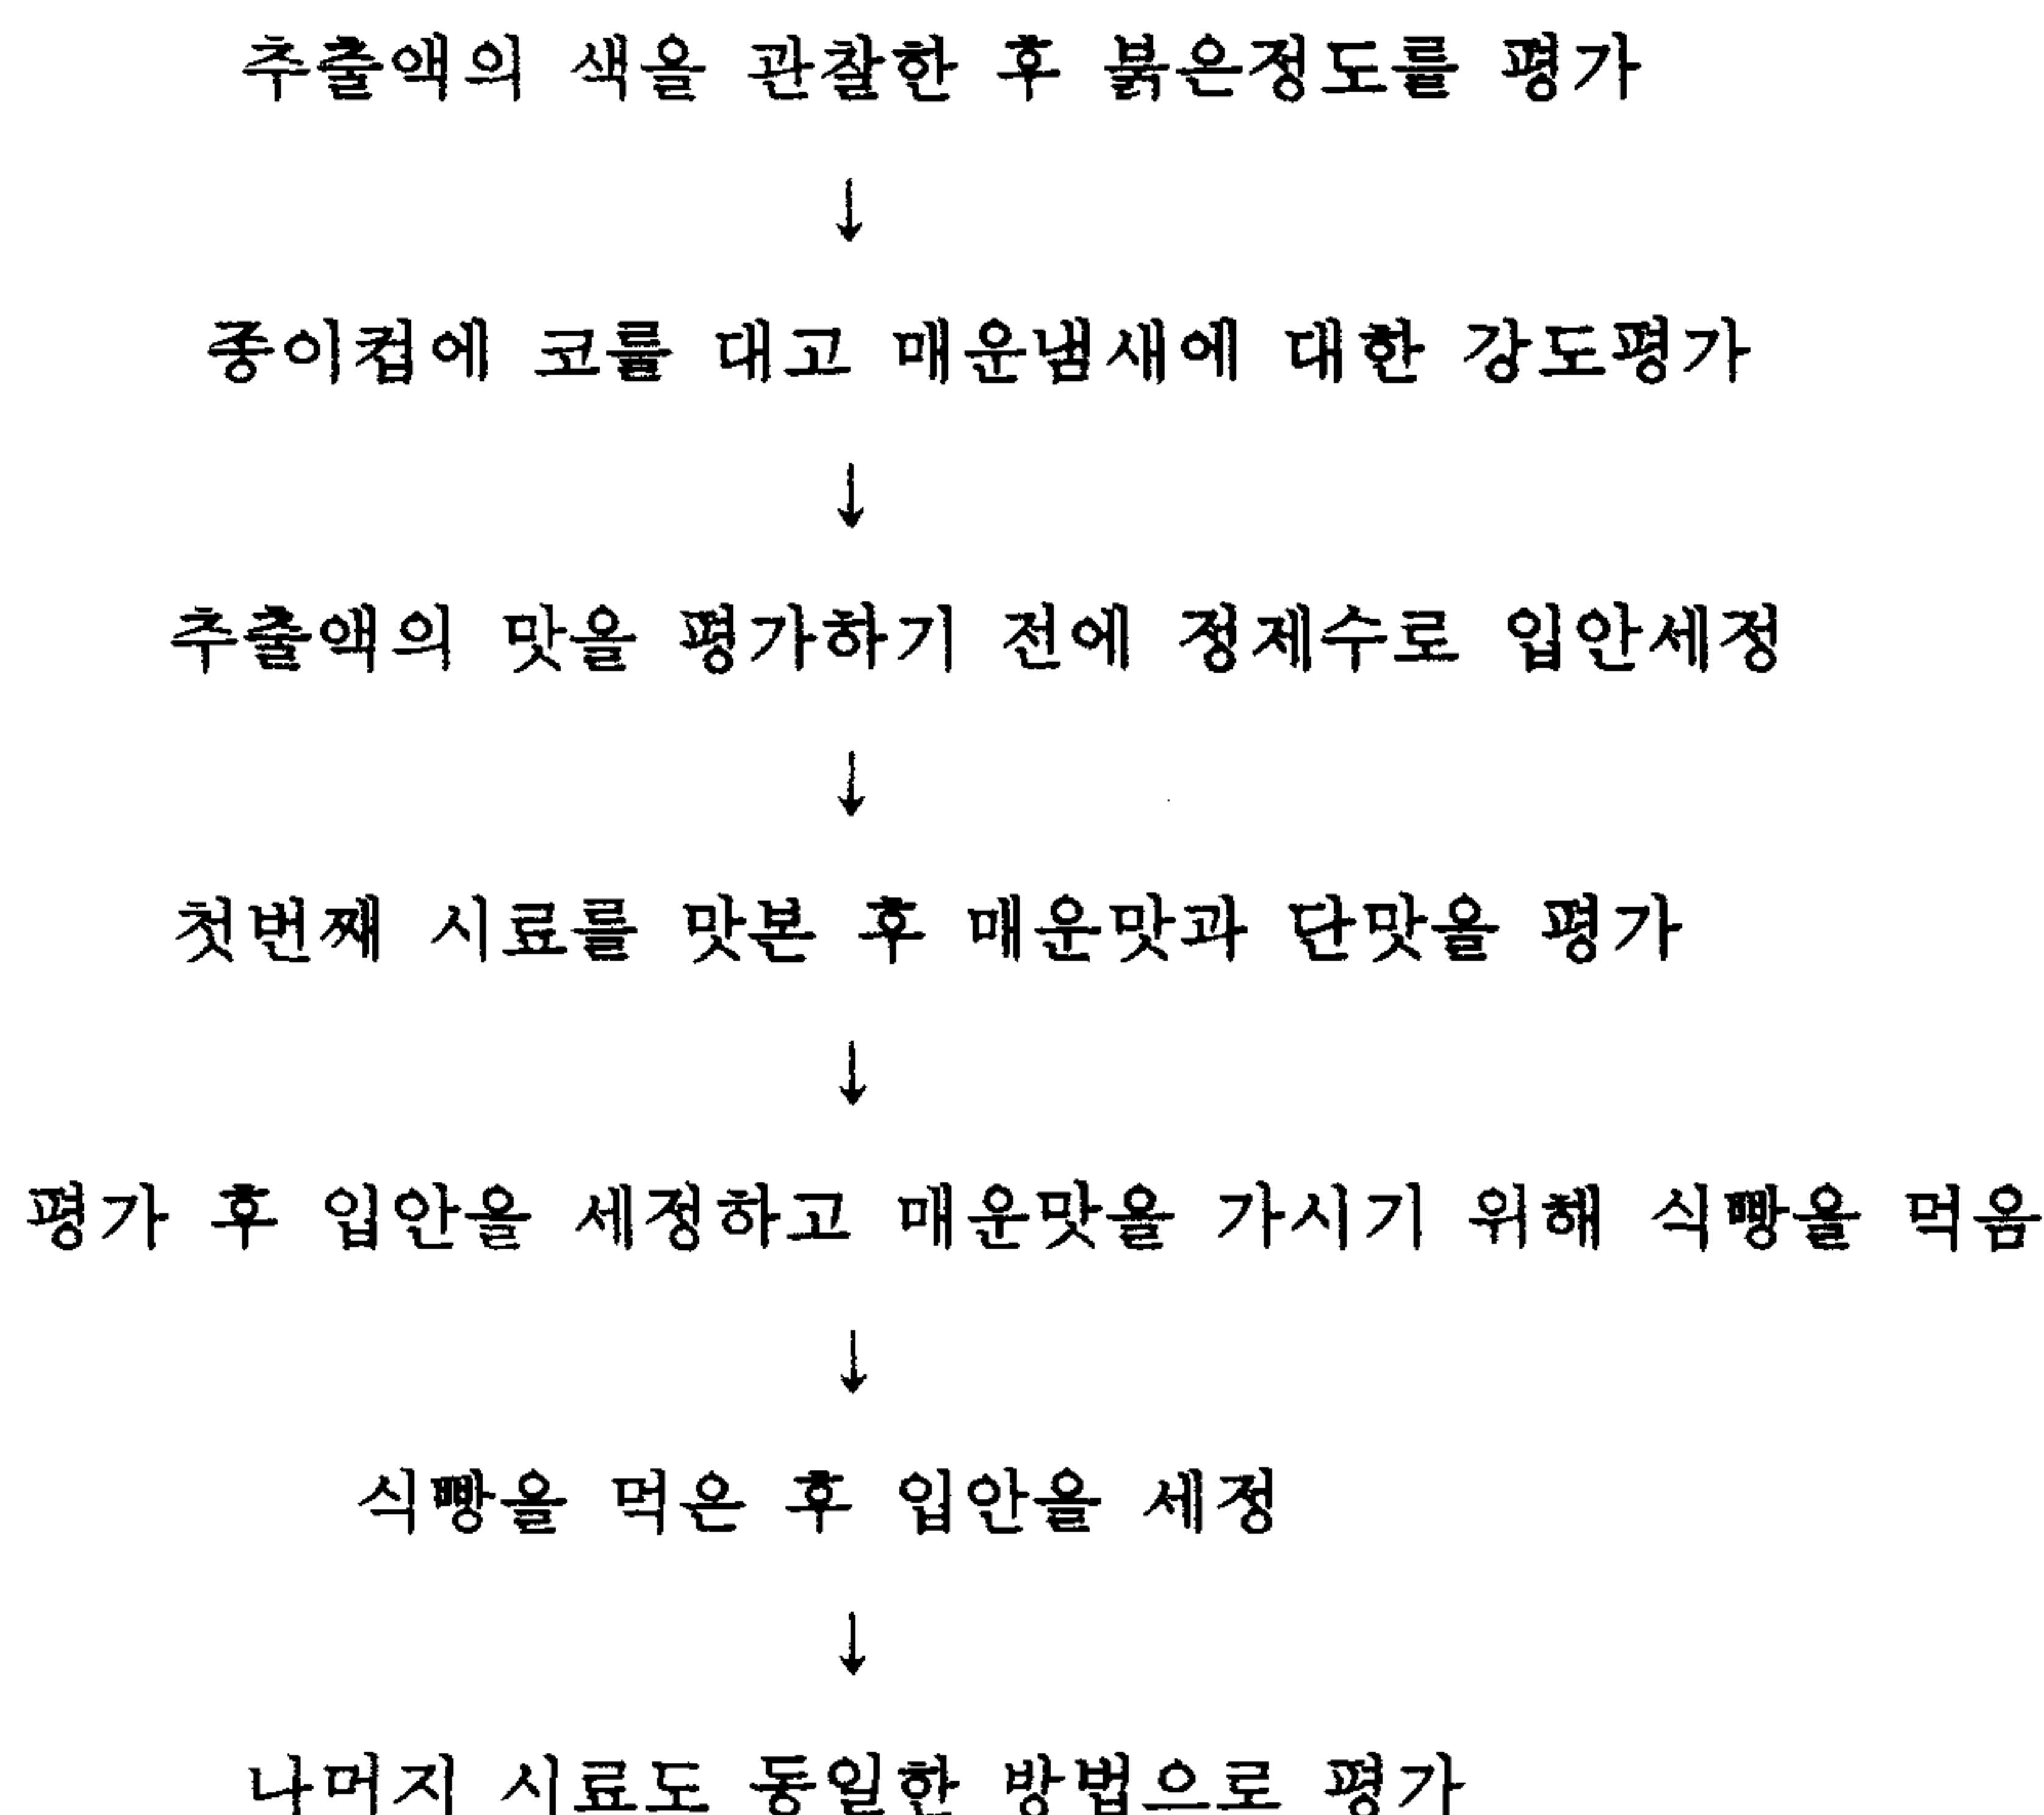 추출액의 색을 관찰한 후 붉은정도를 평가
↓
종이컵에 코를 대고 매운냄새에 대한 강도평가
↓
추출액의 맛을 평가하기 전에 정제수로 입안세정
↓
첫번째 시료를 맛본 후 매운맛과 단맛을 평가
↓
평가 후 입안을 세정하고 매운맛을 가시기 위해 식빵을 먹음
↓
식빵을 먹은 후 입안을 세정
↓
나머지 시료도 동일한 방법으로 평가